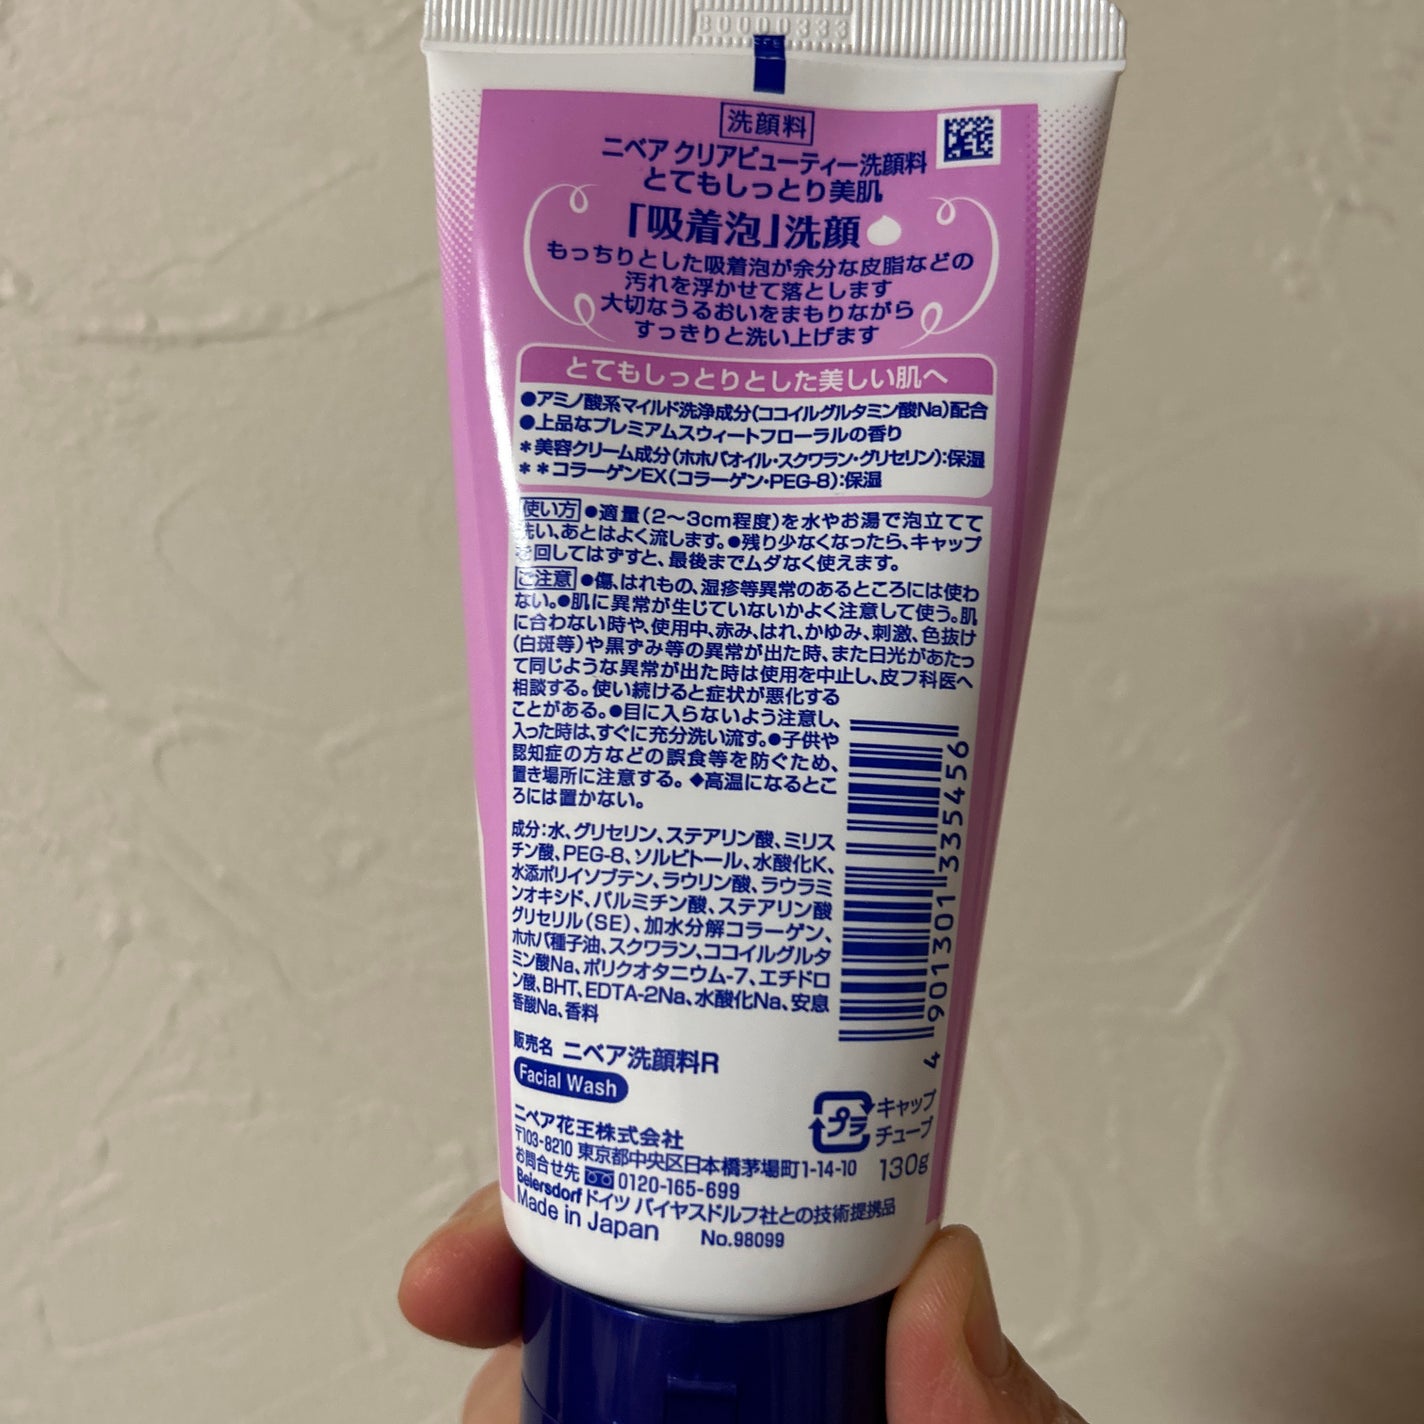 B0000333
洗顔料
ニベア クリアビューティー洗顔料
とてもしっとり美肌
「吸着泡」洗顔
もっちりとした吸着泡が余分な皮脂などの
汚れを浮かせて落とします
大切なうるおいをまもりながら
すっきりと洗い上げます
とてもしっとりとした美しい肌へ
●アミノ酸系マイルド洗浄成分(ココイルグルタミン酸Na)配合
●上品なプレミアムスウィートフローラルの香り
＊美容クリーム成分(ホホバオイル・スクワラン・グリセリン):保湿
＊＊コラーゲンEX(コラーゲン・PEG-8):保湿
使い方 ●適量(2〜3cm程度)を水やお湯で泡立てて
洗い、あとはよく流します。●残り少なくなったら、キャップ
を回してはずすと、最後までムダなく使えます。
ご注意 ●傷、はれもの、湿疹等異常のあるところには使わ
ない。●肌に異常が生じていないかよく注意して使う。肌
に合わない時や、使用中、赤み、はれ、かゆみ、刺激、色抜け
(白斑等)や黒ずみ等の異常が出た時、また日光があたっ
て同じような異常が出た時は使用を中止し、皮フ科医へ
相談する。使い続けると症状が悪化する
ことがある。●目に入らないよう注意し、
入った時は、すぐに充分洗い流す。●子供や
認知症の方などの誤食等を防ぐため、
置き場所に注意する。◆高温になるとこ
ろには置かない。
成分:水、グリセリン、ステアリン酸、ミリス
チン酸、PEG-8、ソルビトール、水酸化K、
水添ポリイソブテン、ラウリン酸、ラウラミ
ンオキシド、パルミチン酸、ステアリン酸
グリセリル(SE)、加水分解コラーゲン、
ホホバ種子油、スクワラン、ココイルグルタ
ミン酸Na、ポリクオタニウム-7、エチドロ
ン酸、BHT、EDTA-2Na、水酸化Na、安息
香酸Na、香料
4 901301 335456
販売名 ニベア洗顔料R
Facial Wash
ニベア花王株式会社
〒103-8210 東京都中央区日本橋茅場町1-14-10
お問合せ先 0120-165-699
Beiersdorf ドイツ バイヤスドルフ社との技術提携品
Made in Japan No.98099
プラ
キャップ
チューブ
130g